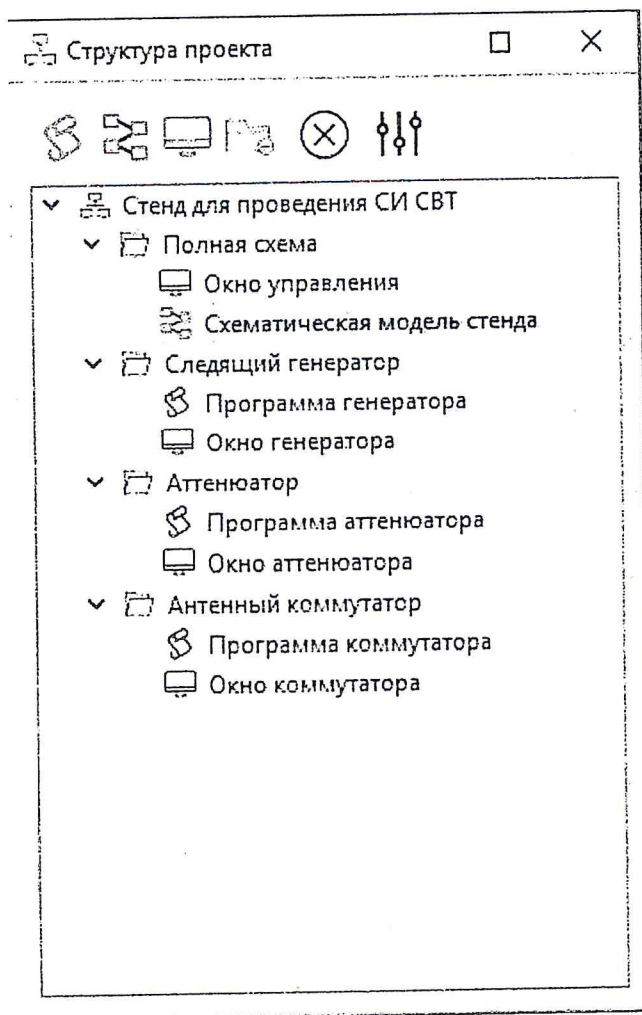 Структура проекта
Стенд для проведения СИ СВТ
Полная схема
Окно управления
Схематическая модель стенда
Следящий генератор
Программа генератора
Окно генератора
Аттенюатор
Программа аттенюатора
Окно аттенюатора
Антенный коммутатор
Программа коммутатора
Окно коммутатора